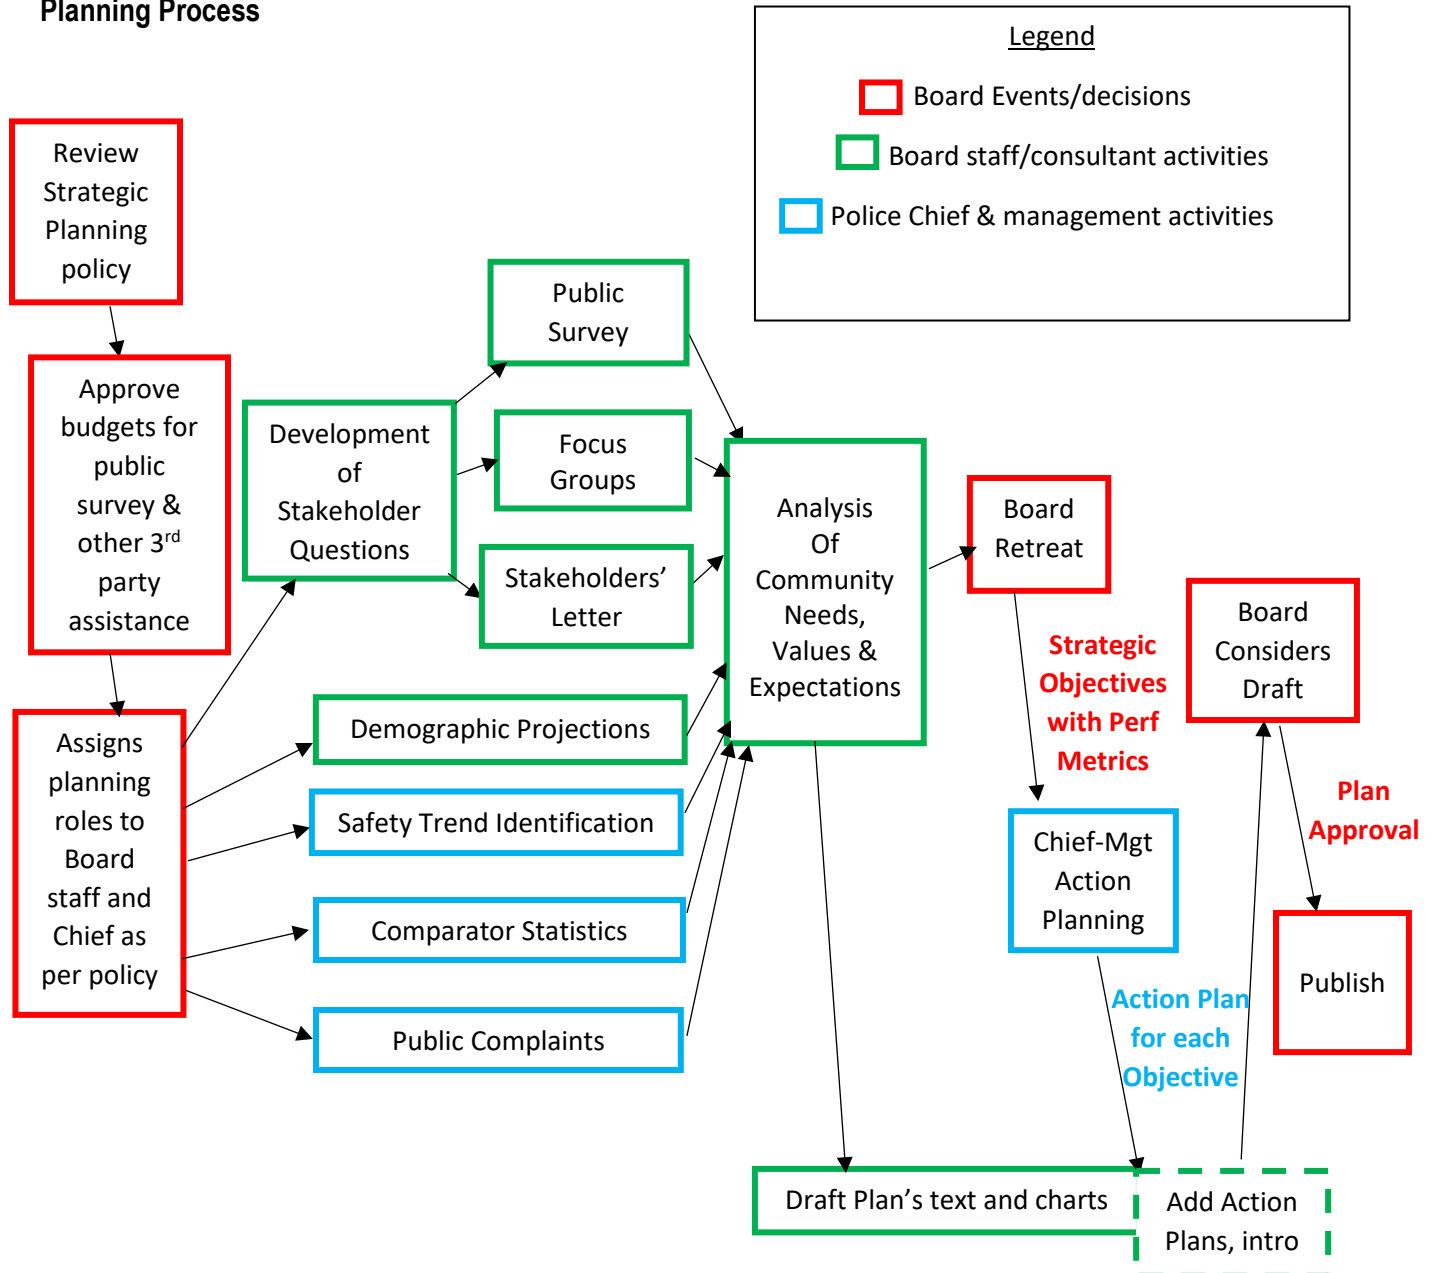 Planning Process
Legend
Board Events/decisions
Board staff/consultant activities
Police Chief & management activities
Review
Strategic
Planning
policy
Approve
budgets for
public
survey &
other 3rd
party
assistance
Assigns
planning
roles to
Board
staff and
Chief as
per policy
Development
of
Stakeholder
Questions
Public
Survey
Focus
Groups
Stakeholders’
Letter
Demographic Projections
Safety Trend Identification
Comparator Statistics
Public Complaints
Analysis
Of
Community
Needs,
Values &
Expectations
Board
Retreat
Strategic
Objectives
with Perf
Metrics
Chief-Mgt
Action
Planning
Action Plan
for each
Objective
Draft Plan’s text and charts
Add Action
Plans, intro
Board
Considers
Draft
Plan
Approval
Publish